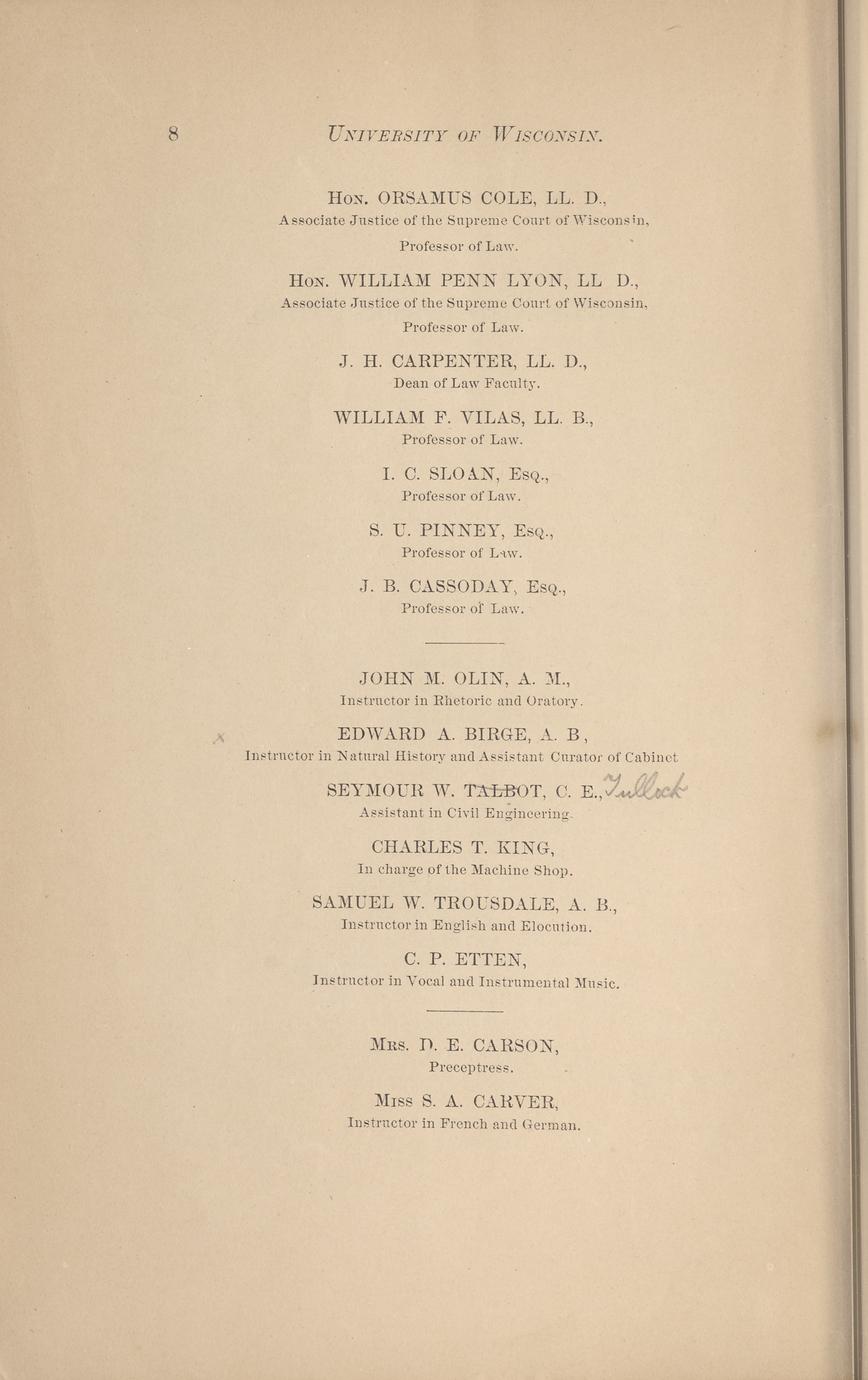 8 UNIVERSITY OF WISCONSIN.
HON. ORSAMUS COLE, LL. D.,
Associate Justice of the Supreme Court of Wisconsin,
Professor of Law.
HON. WILLIAM PENN LYON, LL D.,
Associate Justice of the Supreme Court of Wisconsin,
Professor of Law.
J. H. CARPENTER, LL. D.,
Dean of Law Faculty.
WILLIAM F. VILAS, LL. B.,
Professor of Law.
I. C. SLOAN, ESQ.,
Professor of Law.
S. U. PINNEY, ESQ.,
Professor of Law.
J. B. CASSODAY, ESQ.,
Professor of Law.
JOHN M. OLIN, A. M.,
Instructor in Rhetoric and Oratory.
x EDWARD A. BIRGE, A. B,
Instructor in Natural History and Assistant Curator of Cabinet
SEYMOUR W. TALBOT, C. E., Tullock
Assistant in Civil Engineering.
CHARLES T. KING,
In charge of the Machine Shop.
SAMUEL W. TROUSDALE, A. B.,
Instructor in English and Elocution.
C. P. ETTEN,
Instructor in Vocal and Instrumental Music.
MRS. D. E. CARSON,
Preceptress.
MISS S. A. CARVER,
Instructor in French and German.